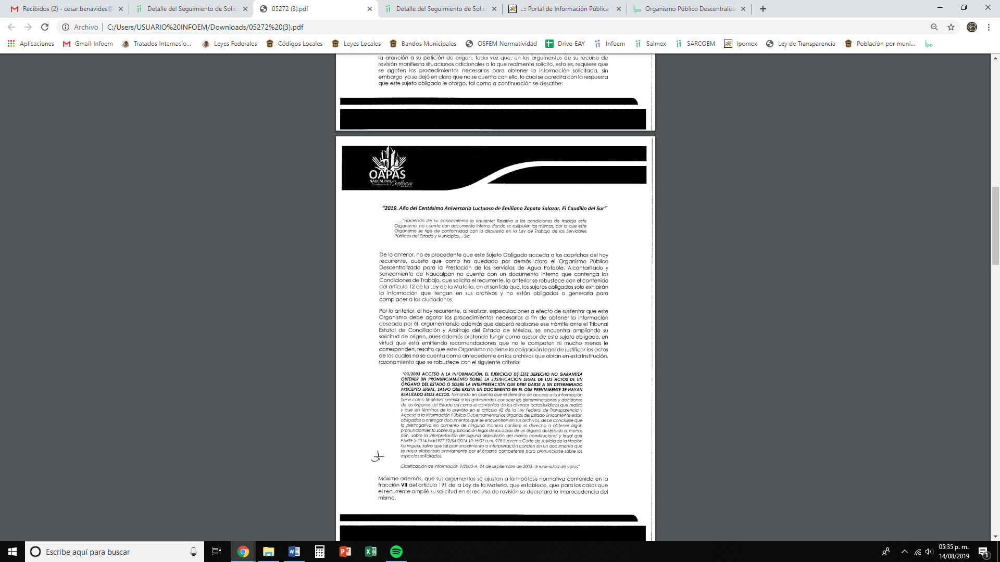 Recibidos (2) - cesar.benavides@
Detalle del Seguimiento de Solici
05272 (3).pdf
Detalle del Seguimiento de Solici
..:: Portal de Información Pública
Organismo Público Descentraliza
Archivo
C:/Users/USUARIO%20INFOEM/Downloads/05272%20(3).pdf
Aplicaciones
Gmail-Infoem
Tratados Internacio...
Leyes Federales
Códigos Locales
Leyes Locales
Bandos Municipales
OSFEM Normatividad
Drive-EAY
Infoem
Saimex
SARCOEM
Ipomex
Ley de Transparencia
Población por muni...
la atención a su petición de origen, toda vez que, en los argumentos de su recurso de
revisión manifiesta situaciones adicionales a lo que realmente solicito, esto es, requiere que
se agoten los procedimientos necesarios para obtener la información solicitada, sin
embargo ya se dejó en claro que no se cuenta con ella, lo cual se acredita con la respuesta
que este sujeto obligado le otorgo, tal como a continuación se describe:
OAPAS
NAUCALPAN
Construyendo Confianza
2019-2021
"2019. Año del Centésimo Aniversario Luctuoso de Emiliano Zapata Salazar. El Caudillo del Sur"
..."Haciendo de su conocimiento lo siguiente: Relativo a las condiciones de trabajo este
Organismo, no cuenta con documento interno donde se estipulen las mismas, por lo que este
Organismo se rige de conformidad con lo dispuesto en la Ley de Trabajo de los Servidores
Públicos del Estado y Municipios... Sic
De lo anterior, no es procedente que este Sujeto Obligado acceda a los caprichos del hoy
recurrente, puesto que como ha quedado por demás claro el Organismo Público
Descentralizado para la Prestación de los Servicios de Agua Potable, Alcantarillado y
Saneamiento de Naucalpan no cuenta con un documento interno que contenga las
Condiciones de Trabajo, que solicita el recurrente, lo anterior se robustece con el contenido
del artículo 12 de la Ley de la Materia, en el sentido que, los sujetos obligados solo exhibirán
la información que tengan en sus archivos y no están obligados a generarla para
complacer a los ciudadanos.
Por lo anterior, el hoy recurrente, al realizar, especulaciones a efecto de sustentar que este
Organismo debe agotar los procedimientos necesarios a fin de obtener la información
deseada por él, argumentando además que deberá realizarse ese trámite ante el Tribunal
Estatal de Conciliación y Arbitraje del Estado de México, se encuentra ampliando su
solicitud de origen, pues además pretende fungir como asesor de este sujeto obligado, en
virtud que está emitiendo recomendaciones que no le competen ni mucho menos le
corresponden, resalto que este Organismo no tiene la obligación legal de justificar los actos
de los cuales no se cuenta como antecedente en los archivos que obran en esta Institución,
razonamiento que se robustece con el siguiente criterio:
"03/2003 ACCESO A LA INFORMACIÓN. EL EJERCICIO DE ESTE DERECHO NO GARANTIZA
OBTENER UN PRONUNCIAMIENTO SOBRE LA JUSTIFICACIÓN LEGAL DE LOS ACTOS DE UN
ÓRGANO DEL ESTADO O SOBRE LA INTERPRETACIÓN QUE DEBE DARSE A UN DETERMINADO
PRECEPTO LEGAL, SALVO QUE EXISTA UN DOCUMENTO EN EL QUE PREVIAMENTE SE HAYAN
REALIZADO ESOS ACTOS. Tomando en cuenta que el derecho de acceso a la información
tiene como finalidad permitir a los gobernados conocer las determinaciones y decisiones
de los órganos del Estado así como el contenido de los diversos actos jurídicos que realiza
y que en términos de lo previsto en el artículo 42 de la Ley Federal de Transparencia y
Acceso a la Información Pública Gubernamental los órganos del Estado únicamente están
obligados a entregar documentos que se encuentren en sus archivos, debe concluirse que
la prerrogativa en comento de ninguna manera confiere el derecho a obtener algún
pronunciamiento sobre la justificación legal de los actos de un órgano del Estado o, menos
aún, sobre la interpretación de alguna disposición del marco constitucional y legal que
PARTE 5-2014.indd 977 22/04/2014 10:16:01 a.m. 978 Suprema Corte de Justicia de la Nación
los regula, salvo que tal pronunciamiento o interpretación consten en un documento que
se haya elaborado previamente por el órgano competente para pronunciarse sobre los
aspectos solicitados.
Clasificación de Información 2/2003-A, 24 de septiembre de 2003. Unanimidad de votos"
Máxime además, que sus argumentos se ajustan a la hipótesis normativa contenida en la
fracción VII del artículo 191 de la Ley de la Materia, que establece, que para los casos que
el recurrente amplié su solicitud en el recurso de revisión se decretara la improcedencia del
mismo.
Escribe aquí para buscar
05:35 p. m.
14/08/2019
1